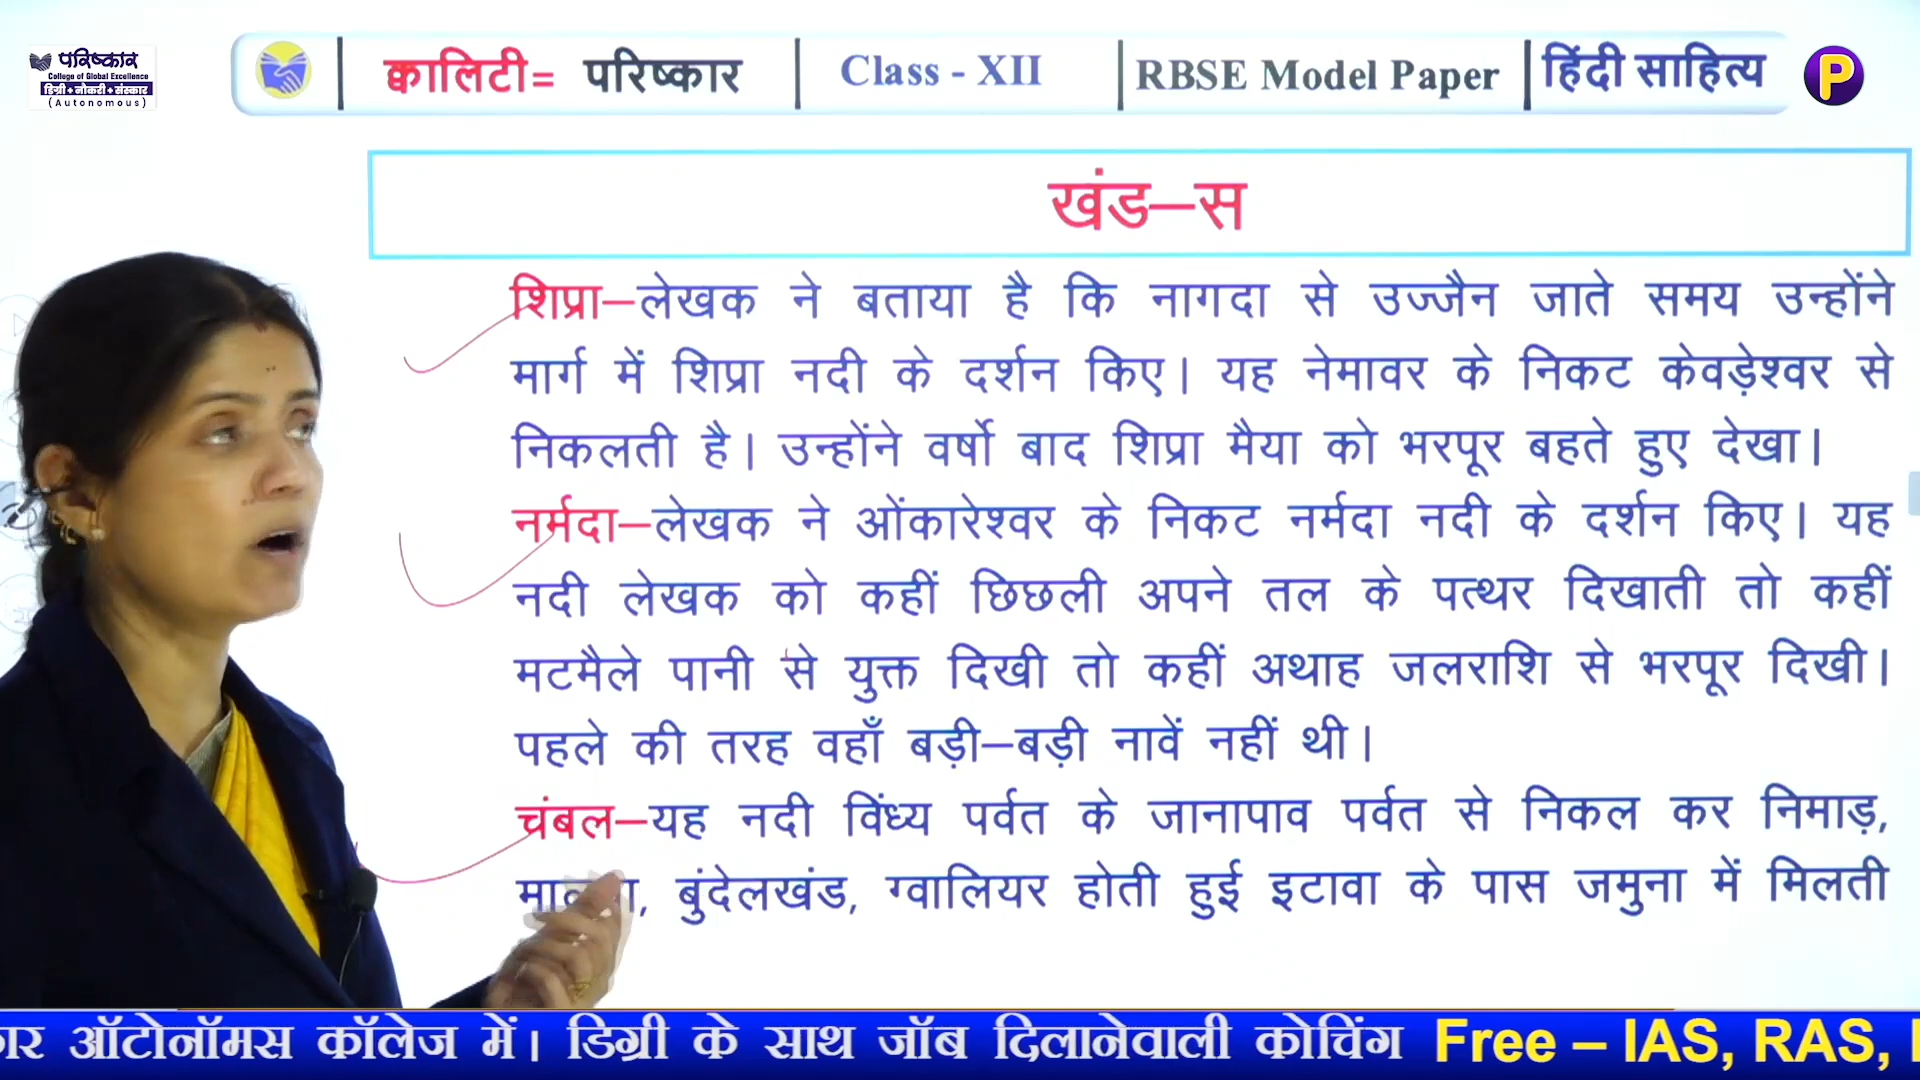 परिष्कार
College of Global Excellence
डिग्री + नौकरी + संस्कार
(Autonomous)
क्वालिटी= परिष्कार
Class - XII
RBSE Model Paper
हिंदी साहित्य
P
खंड–स
शिप्रा–लेखक ने बताया है कि नागदा से उज्जैन जाते समय उन्होंने
मार्ग में शिप्रा नदी के दर्शन किए। यह नेमावर के निकट केवड़ेश्वर से
निकलती है। उन्होंने वर्षो बाद शिप्रा मैया को भरपूर बहते हुए देखा।
नर्मदा–लेखक ने ओंकारेश्वर के निकट नर्मदा नदी के दर्शन किए। यह
नदी लेखक को कहीं छिछली अपने तल के पत्थर दिखाती तो कहीं
मटमैले पानी से युक्त दिखी तो कहीं अथाह जलराशि से भरपूर दिखी।
पहले की तरह वहाँ बड़ी–बड़ी नावें नहीं थी।
चंबल–यह नदी विंध्य पर्वत के जानापाव पर्वत से निकल कर निमाड़,
बुंदेलखंड, ग्वालियर होती हुई इटावा के पास जमुना में मिलती
ऑटोनॉमस कॉलेज में। डिग्री के साथ जॉब दिलानेवाली कोचिंग Free – IAS, RAS,